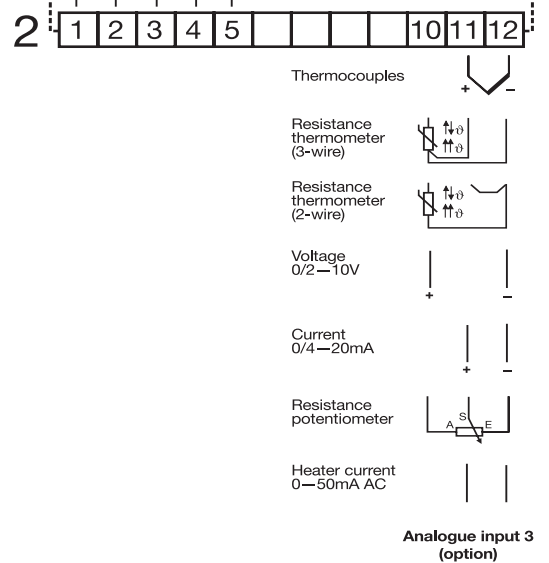 2 1 2 3 4 5 10 11 12
Thermocouples
+ –
Resistance
thermometer
(3-wire)
ϑ
ϑ
Resistance
thermometer
(2-wire)
ϑ
ϑ
Voltage
0/2—10V
+ –
Current
0/4—20mA
+ –
Resistance
potentiometer
A S E
Heater current
0—50mA AC
Analogue input 3
(option)